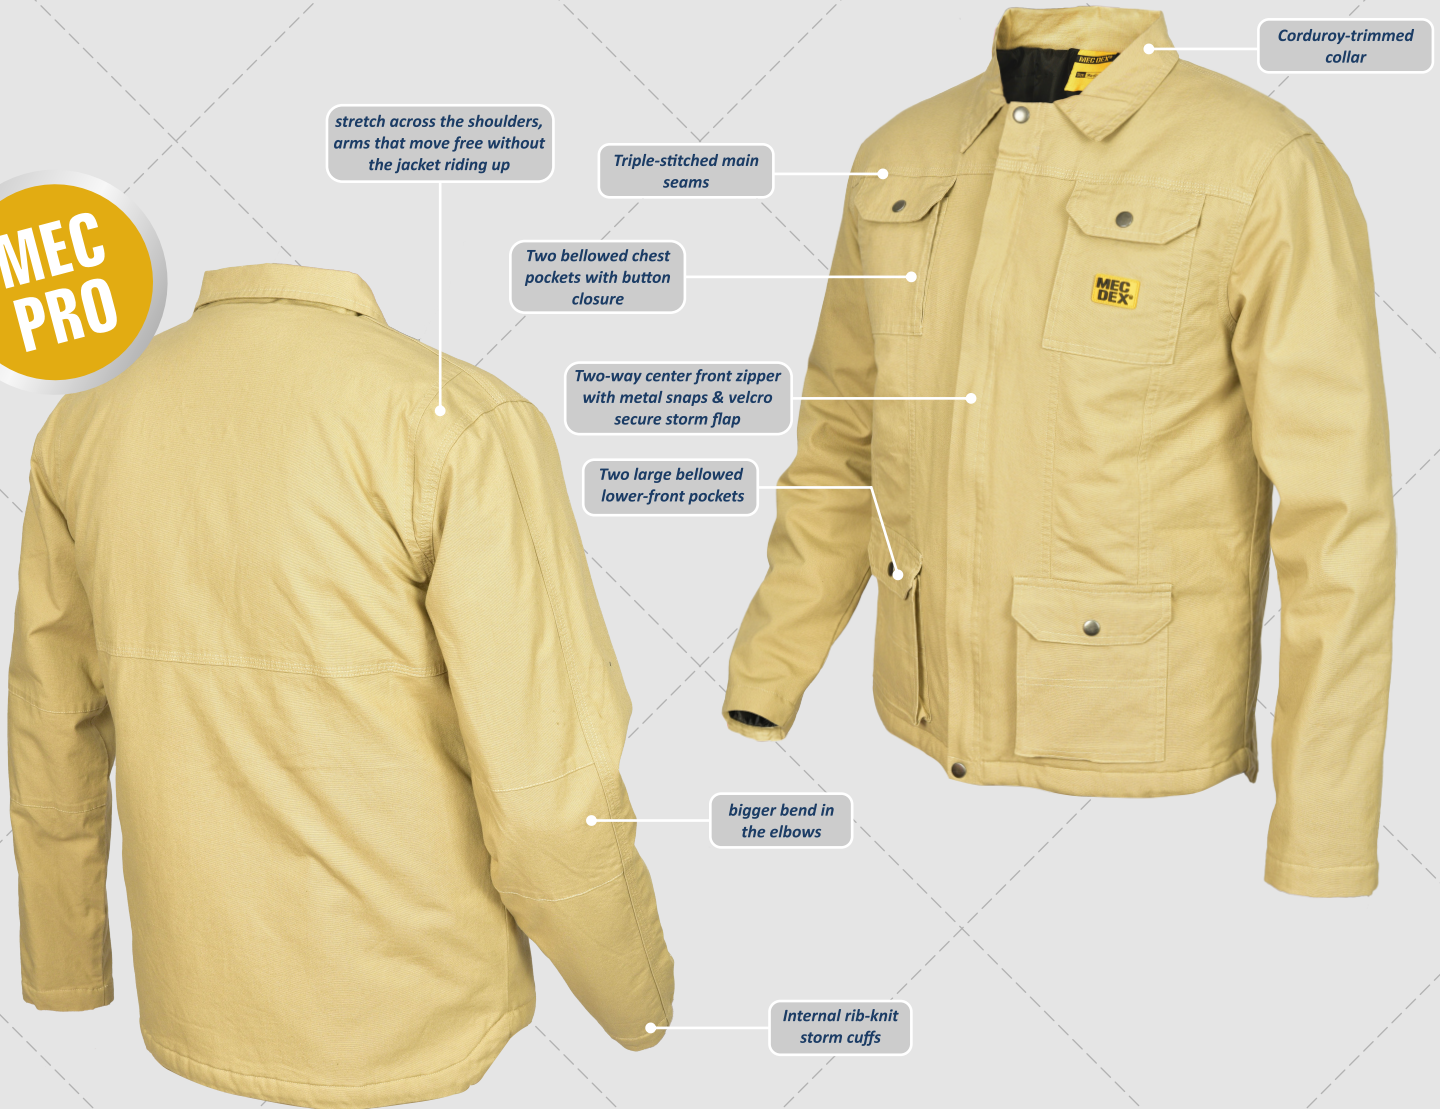 Corduroy-trimmed
collar
stretch across the shoulders,
arms that move free without
the jacket riding up
Triple-stitched main
seams
MEC
PRO
Two bellowed chest
pockets with button
closure
MEC
DEX
Two-way center front zipper
with metal snaps & velcro
secure storm flap
Two large bellowed
lower-front pockets
bigger bend in
the elbows
Internal rib-knit
storm cuffs
MEC DEX